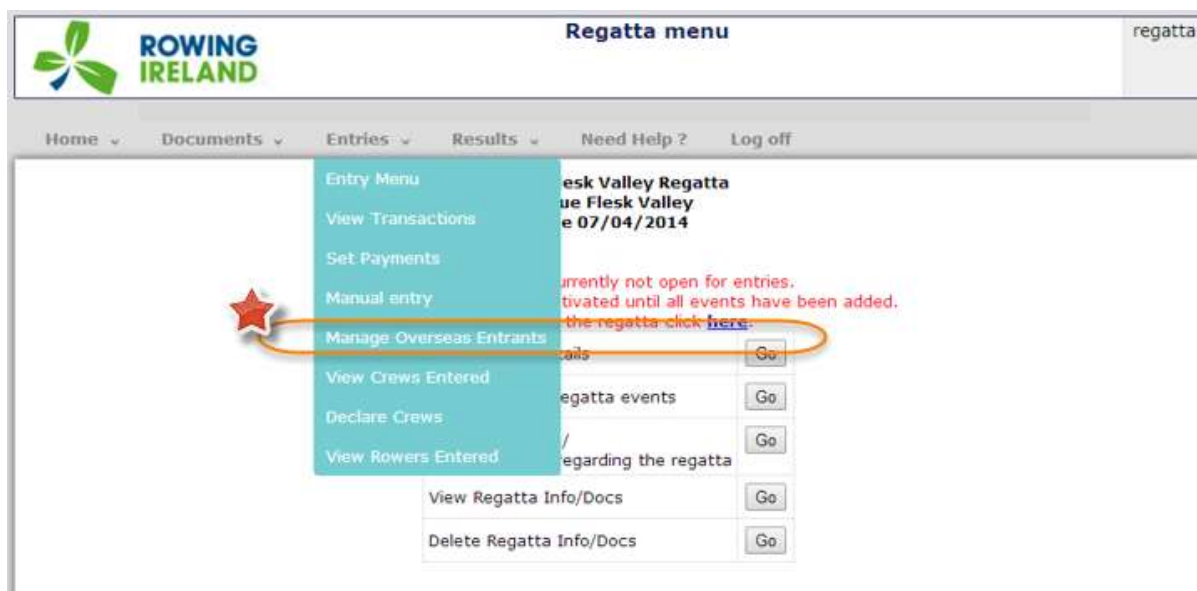 Regatta menu
regatta
ROWING
IRELAND
Home
Documents
Entries
Results
Need Help ?
Log off
Entry Menu
View Transactions
Set Payments
Manual entry
Manage Overseas Entrants
View Crews Entered
Declare Crews
View Rowers Entered
esk Valley Regatta
ue Flesk Valley
e 07/04/2014
urrently not open for entries.
tivated until all events have been added.
the regatta click here.
ails
Go
egatta events
Go
/
egarding the regatta
Go
View Regatta Info/Docs
Go
Delete Regatta Info/Docs
Go